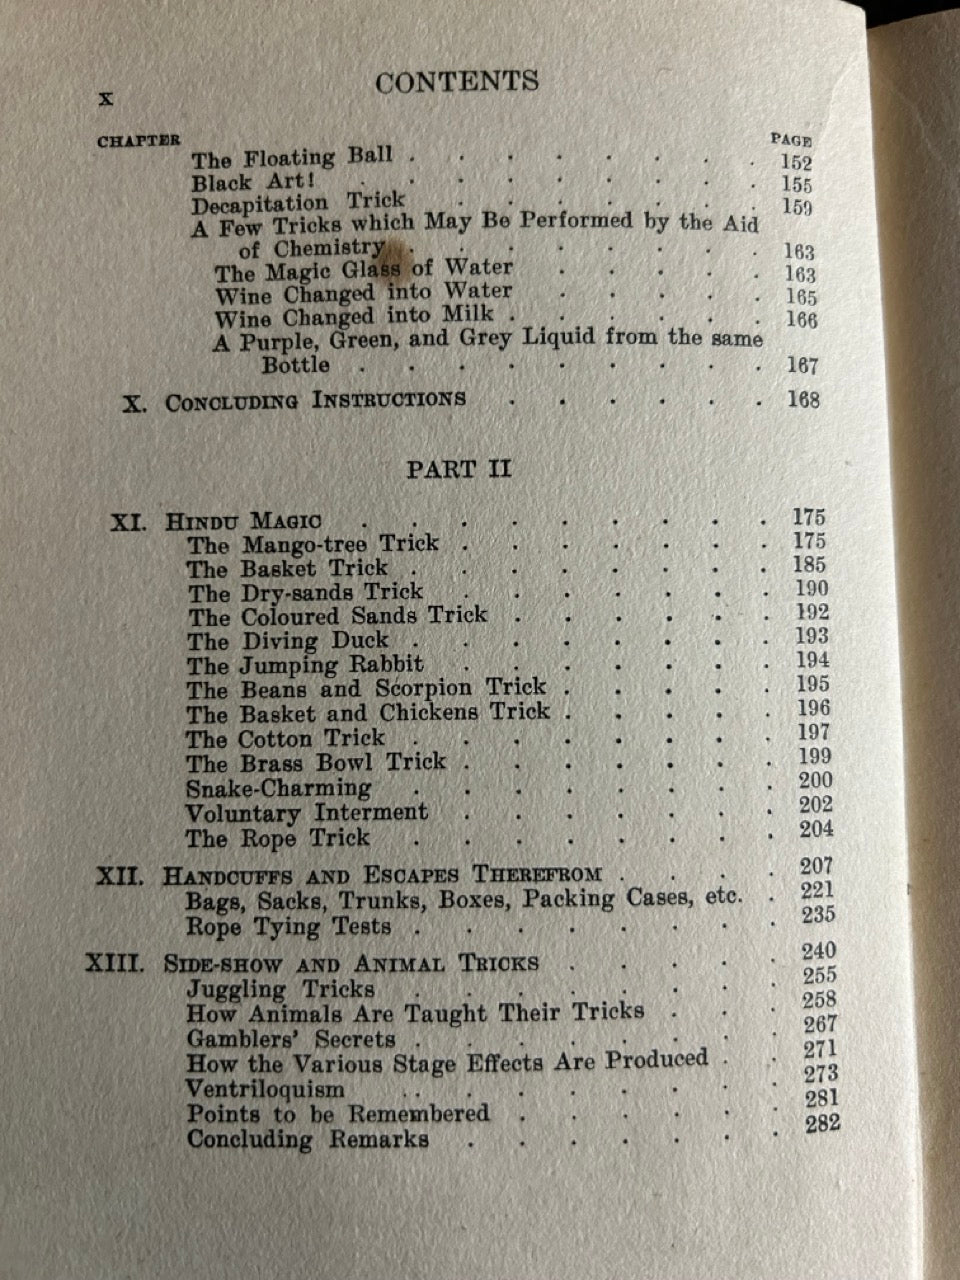 x
CONTENTS
CHAPTER PAGE
The Floating Ball . . . . . . . . 152
Black Art! . . . . . . . . . 155
Decapitation Trick . . . . . . . 159
A Few Tricks which May Be Performed by the Aid
of Chemistry . . . . . . . . 163
The Magic Glass of Water . . . . . 163
Wine Changed into Water . . . . . 165
Wine Changed into Milk . . . . . . 166
A Purple, Green, and Grey Liquid from the same
Bottle . . . . . . . . . 167
X. CONCLUDING INSTRUCTIONS . . . . . . 168
PART II
XI. HINDU MAGIC . . . . . . . . . 175
The Mango-tree Trick . . . . . . . 175
The Basket Trick . . . . . . . . 185
The Dry-sands Trick . . . . . . . 190
The Coloured Sands Trick . . . . . . 192
The Diving Duck . . . . . . . . 193
The Jumping Rabbit . . . . . . . 194
The Beans and Scorpion Trick . . . . . 195
The Basket and Chickens Trick . . . . . 196
The Cotton Trick . . . . . . . . 197
The Brass Bowl Trick . . . . . . . 199
Snake-Charming . . . . . . . . 200
Voluntary Interment . . . . . . . 202
The Rope Trick . . . . . . . . 204
XII. HANDCUFFS AND ESCAPES THEREFROM . . . . 207
Bags, Sacks, Trunks, Boxes, Packing Cases, etc. . 221
Rope Tying Tests . . . . . . . . 235
XIII. SIDE-SHOW AND ANIMAL TRICKS . . . . . 240
Juggling Tricks . . . . . . . . 255
How Animals Are Taught Their Tricks . . . 258
Gamblers' Secrets . . . . . . . . 267
How the Various Stage Effects Are Produced . . 271
Ventriloquism . . . . . . . . . 273
Points to be Remembered . . . . . . 281
Concluding Remarks . . . . . . . 282